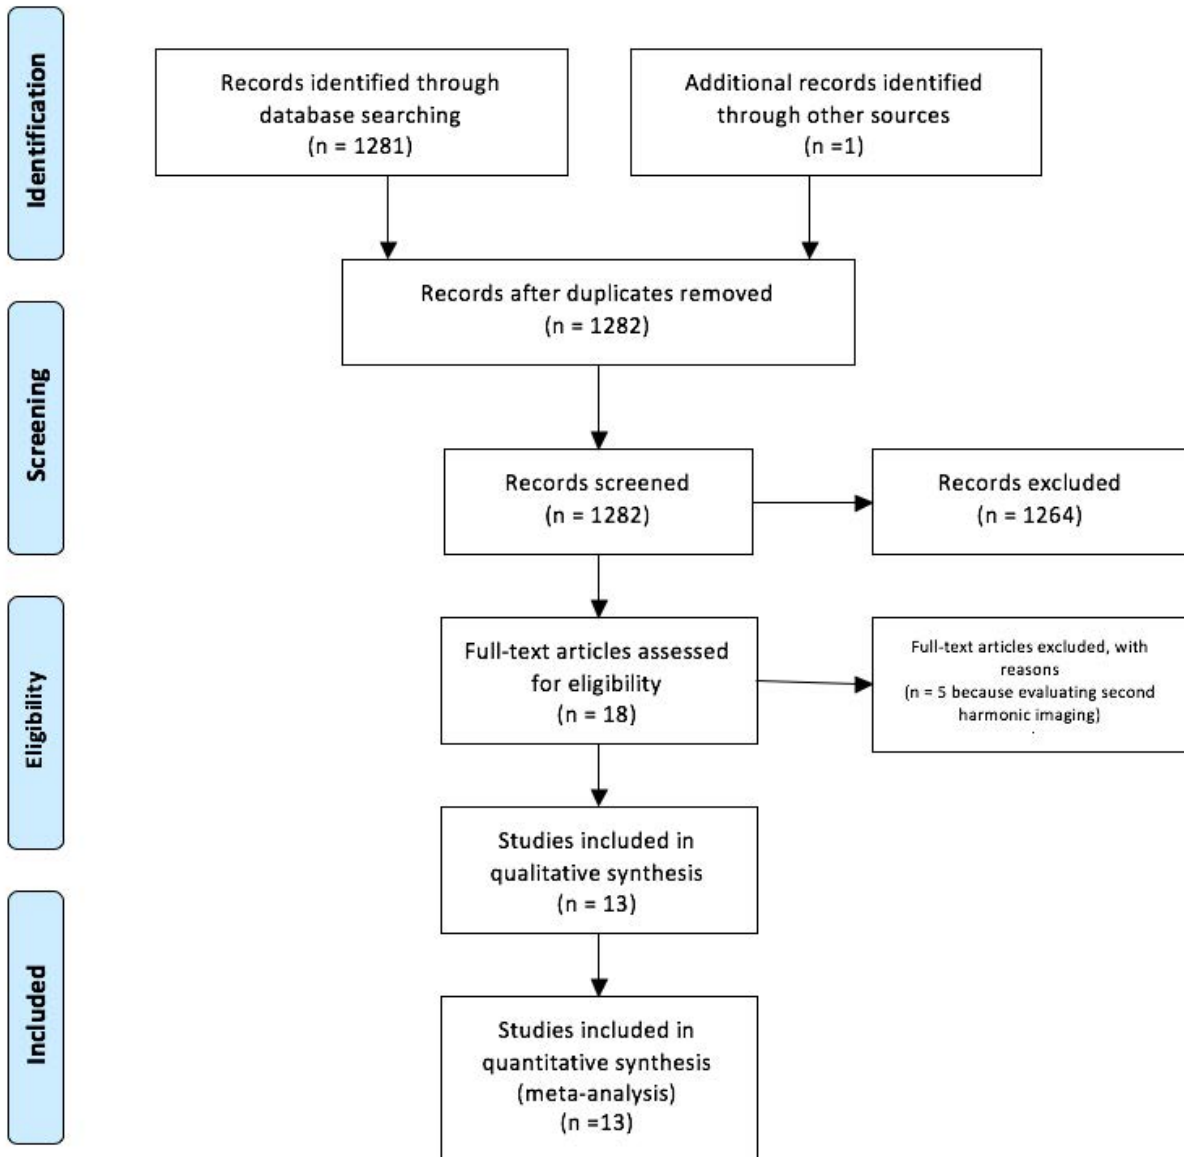 Identification
Records identified through
database searching
(n = 1281)
Additional records identified
through other sources
(n =1)
Records after duplicates removed
(n = 1282)
Screening
Records screened
(n = 1282)
Records excluded
(n = 1264)
Eligibility
Full-text articles assessed
for eligibility
(n = 18)
Full-text articles excluded, with
reasons
(n = 5 because evaluating second
harmonic imaging)
.
Studies included in
qualitative synthesis
(n = 13)
Included
Studies included in
quantitative synthesis
(meta-analysis)
(n =13)